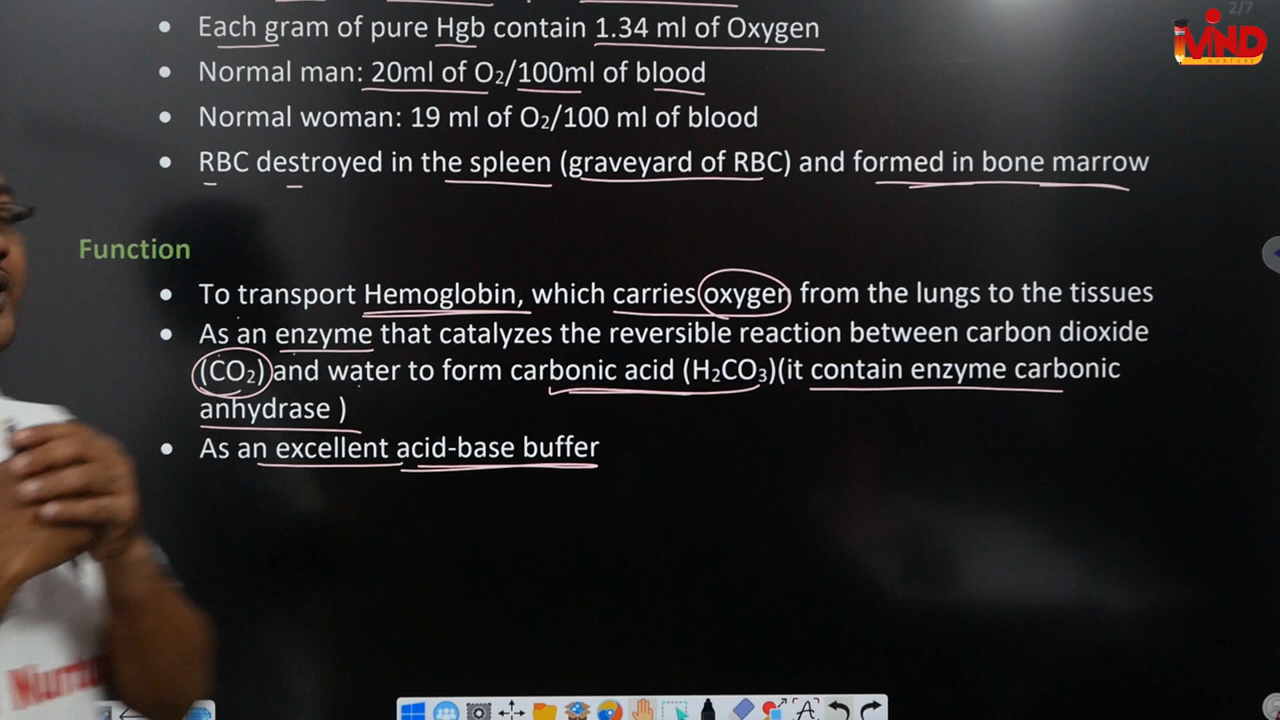 2/7
MIND
NURTURE
• Each gram of pure Hgb contain 1.34 ml of Oxygen
• Normal man: 20ml of O₂/100ml of blood
• Normal woman: 19 ml of O₂/100 ml of blood
• RBC destroyed in the spleen (graveyard of RBC) and formed in bone marrow
Function
• To transport Hemoglobin, which carries oxygen from the lungs to the tissues
• As an enzyme that catalyzes the reversible reaction between carbon dioxide
(CO₂) and water to form carbonic acid (H₂CO₃)(it contain enzyme carbonic
anhydrase )
• As an excellent acid-base buffer
A